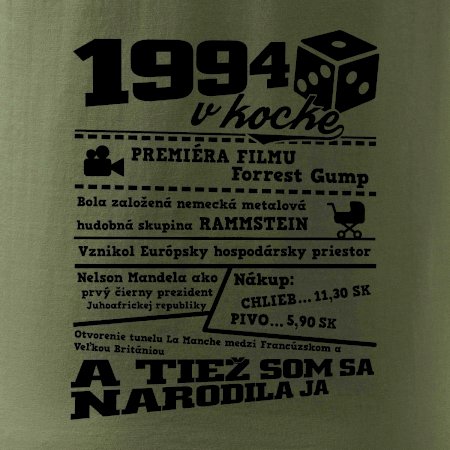 1994
v kocke
PREMIÉRA FILMU
Forrest Gump
Bola založená nemecká metalová
hudobná skupina RAMMSTEIN
Vznikol Európsky hospodársky priestor
Nelson Mandela ako
prvý čierny prezident
Juhoafrickej republiky
Nákup:
CHLIEB... 11,30 SK
PIVO... 5,90 SK
Otvorenie tunelu La Manche medzi Francúzskom a
Veľkou Britániou
A TIEŽ SOM SA
NARODILA JA